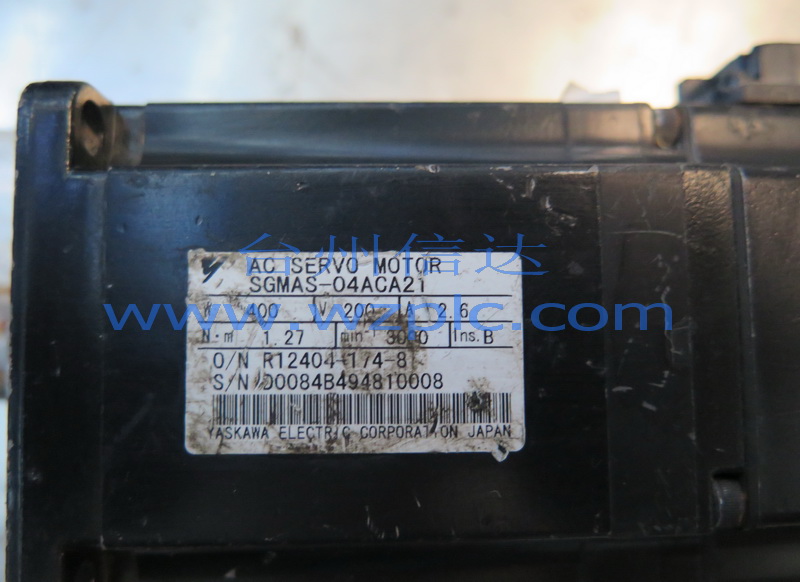 AC SERVO MOTOR
SGMAS-04ACA21
台州信达
W 400 V 200 A 2.6
www.wzplc.com
N·m 1.27 min⁻¹ 3000 Ins. B
O/N R12404-174-8
S/N D0084B494810008
YASKAWA ELECTRIC CORPORATION JAPAN